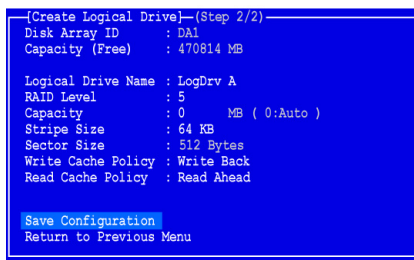 [Create Logical Drive]—(Step 2/2)
Disk Array ID : DA1
Capacity (Free) : 470814 MB
Logical Drive Name : LogDrv A
RAID Level : 5
Capacity : 0 MB ( 0:Auto )
Stripe Size : 64 KB
Sector Size : 512 Bytes
Write Cache Policy : Write Back
Read Cache Policy : Read Ahead
Save Configuration
Return to Previous Menu